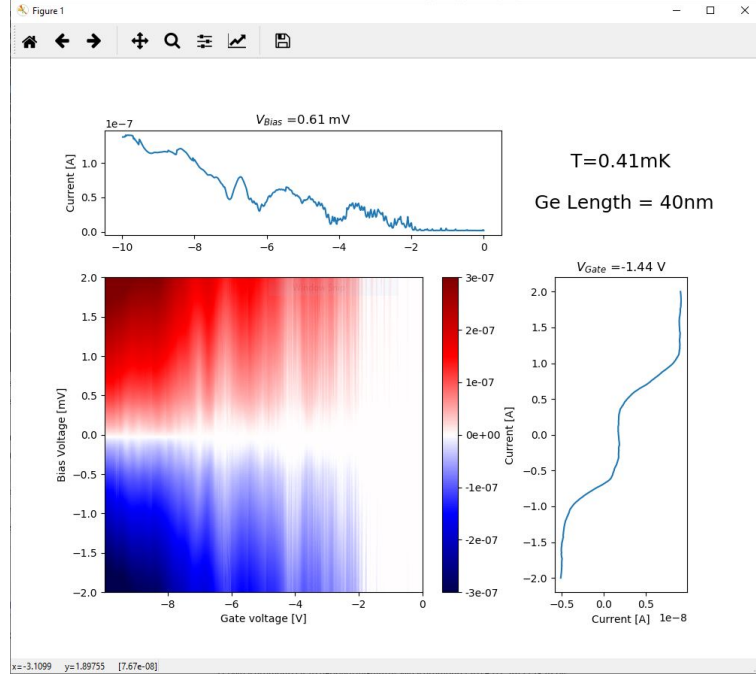 Figure 1
V_Bias =0.61 mV
1e−7
Current [A]
1.0
0.5
0.0
−10 −8 −6 −4 −2 0
T=0.41mK
Ge Length = 40nm
Bias Voltage [mV]
2.0
1.5
1.0
0.5
0.0
−0.5
−1.0
−1.5
−2.0
−8 −6 −4 −2 0
Gate voltage [V]
3e-07
2e-07
1e-07
0e+00
-1e-07
-2e-07
-3e-07
V_Gate =-1.44 V
Current [A]
2.0
1.5
1.0
0.5
0.0
−0.5
−1.0
−1.5
−2.0
−0.5 0.0 0.5
Current [A] 1e−8
x=-3.1099 y=1.89755 [7.67e-08]